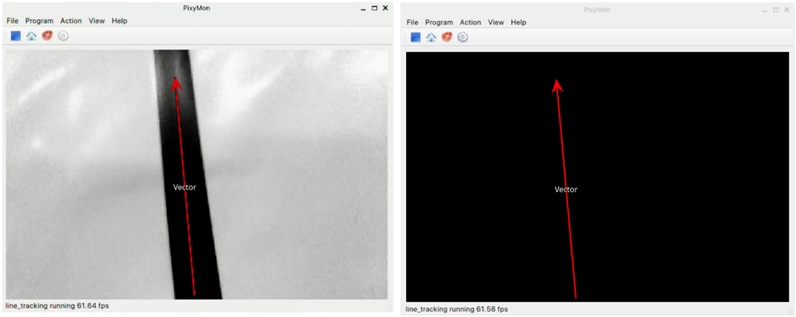 PixyMon
File Program Action View Help
Vector
line_tracking running 61.64 fps
PixyMon
File Program Action View Help
Vector
line_tracking running 61.58 fps